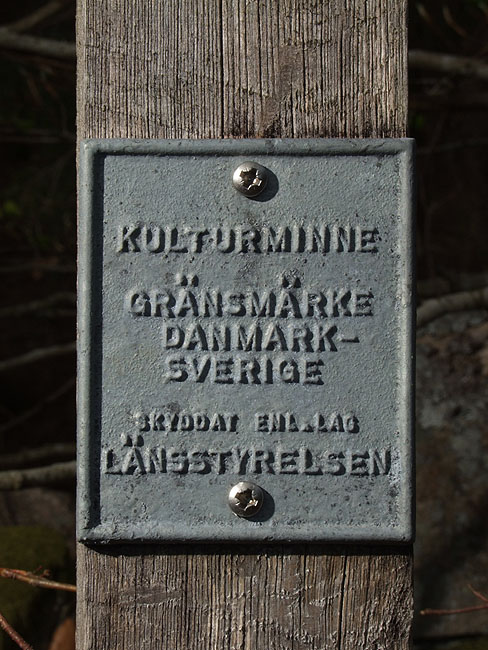 KULTURMINNE
GRÄNSMÄRKE
DANMARK-
SVERIGE
SKYDDAT ENL. LAG
LÄNSSTYRELSEN